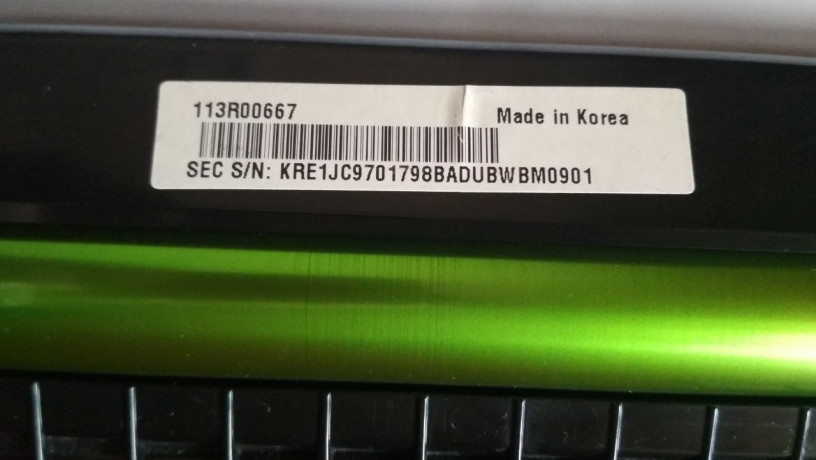 113R00667
Made in Korea
SEC S/N: KRE1JC9701798BADUBWBM0901